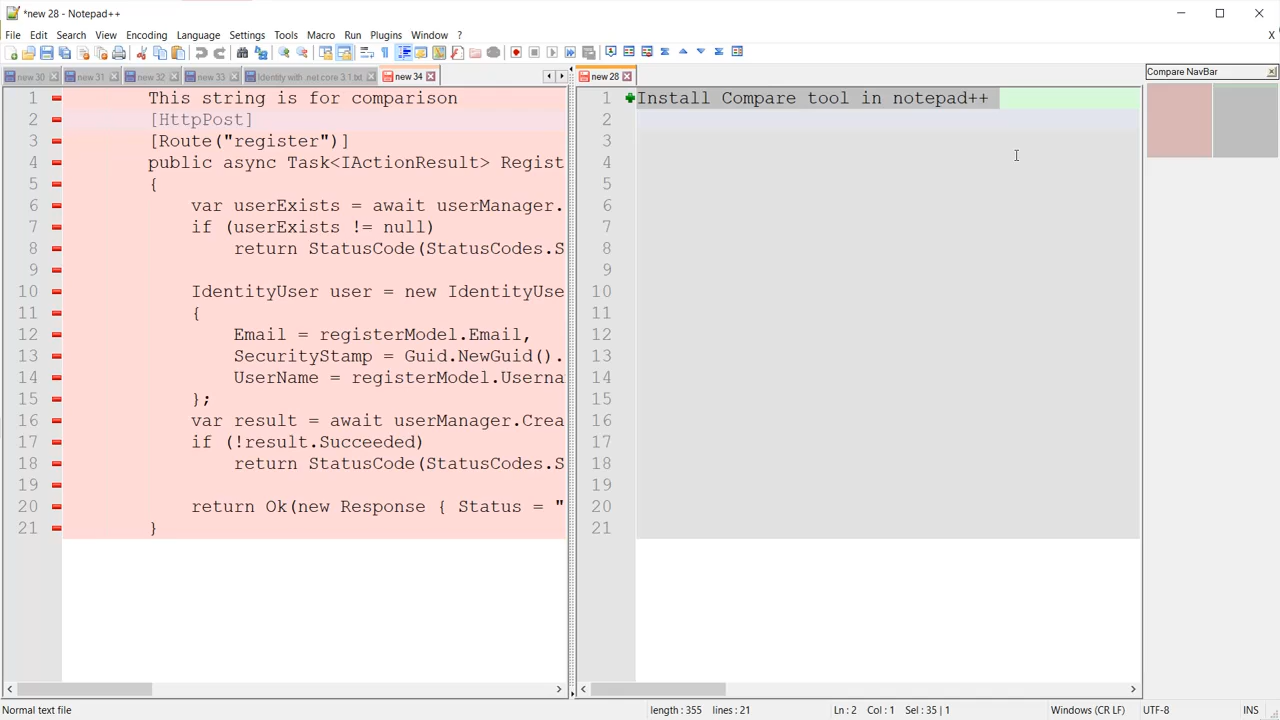 *new 28 - Notepad++
File Edit Search View Encoding Language Settings Tools Macro Run Plugins Window ? X
new 30 new 31 new 32 new 33 Identity with .net core 3 1.txt new 34
new 28
Compare NavBar
1 This string is for comparison
2 [HttpPost]
3 [Route("register")]
4 public async Task<IActionResult> Regist
5 {
6 var userExists = await userManager.
7 if (userExists != null)
8 return StatusCode(StatusCodes.S
9
10 IdentityUser user = new IdentityUse
11 {
12 Email = registerModel.Email,
13 SecurityStamp = Guid.NewGuid().
14 UserName = registerModel.Userna
15 };
16 var result = await userManager.Crea
17 if (!result.Succeeded)
18 return StatusCode(StatusCodes.S
19
20 return Ok(new Response { Status = "
21 }
1 Install Compare tool in notepad++
2
3
4
5
6
7
8
9
10
11
12
13
14
15
16
17
18
19
20
21
Normal text file length : 355 lines : 21 Ln : 2 Col : 1 Sel : 35 | 1 Windows (CR LF) UTF-8 INS